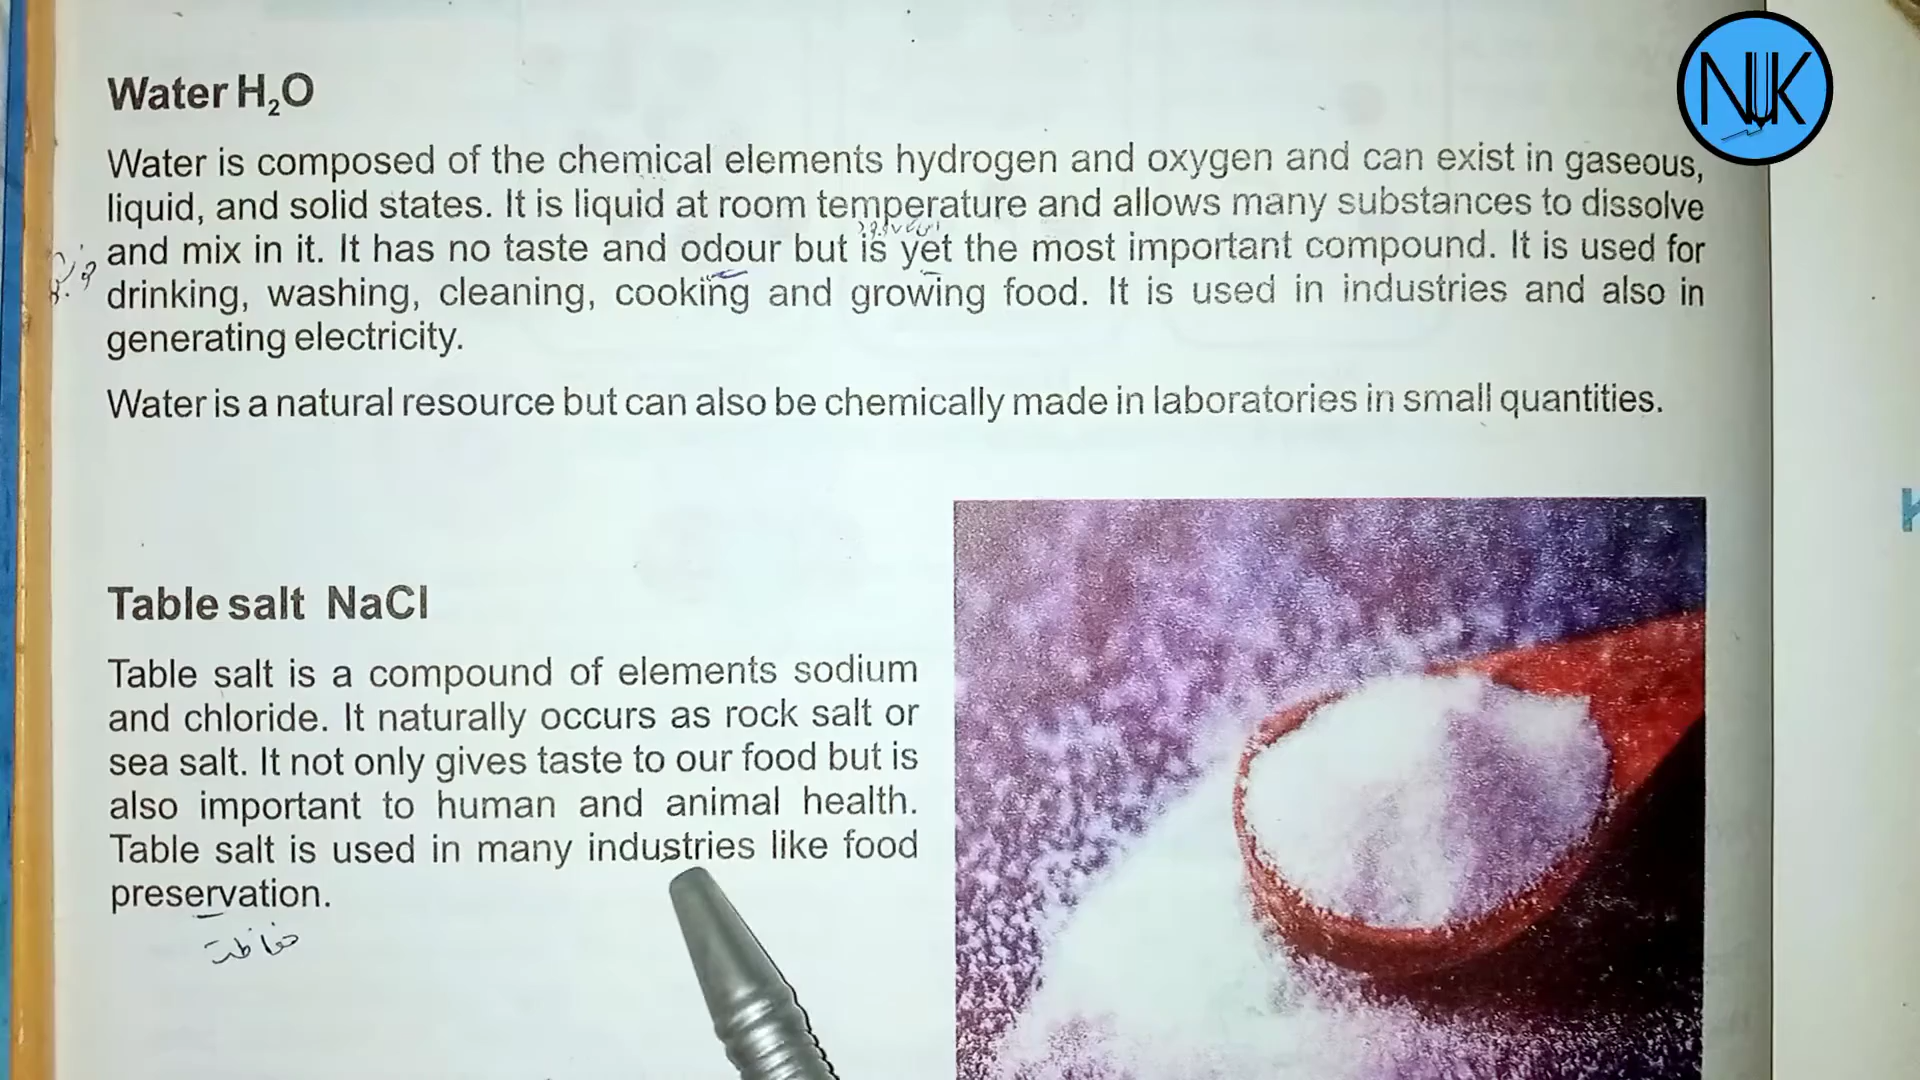 NUK
Water H₂O
Water is composed of the chemical elements hydrogen and oxygen and can exist in gaseous,
liquid, and solid states. It is liquid at room temperature and allows many substances to dissolve
and mix in it. It has no taste and odour but is yet the most important compound. It is used for
drinking, washing, cleaning, cooking and growing food. It is used in industries and also in
generating electricity.
Water is a natural resource but can also be chemically made in laboratories in small quantities.
Table salt NaCl
Table salt is a compound of elements sodium
and chloride. It naturally occurs as rock salt or
sea salt. It not only gives taste to our food but is
also important to human and animal health.
Table salt is used in many industries like food
preservation.
حفاظت